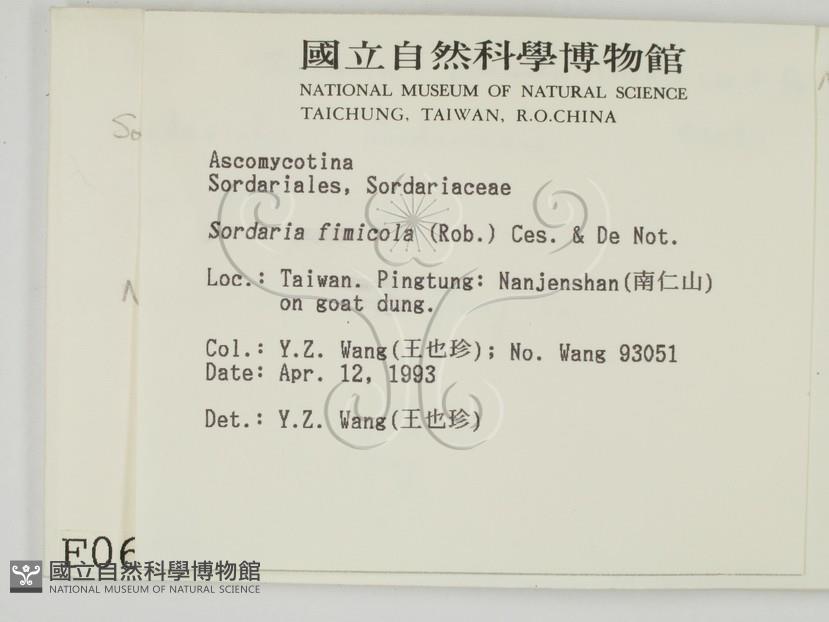 國立自然科學博物館
NATIONAL MUSEUM OF NATURAL SCIENCE
TAICHUNG, TAIWAN, R.O.CHINA
Ascomycotina
Sordariales, Sordariaceae
Sordaria fimicola (Rob.) Ces. & De Not.
Loc.: Taiwan. Pingtung: Nanjenshan(南仁山)
on goat dung.
Col.: Y.Z. Wang(王也珍); No. Wang 93051
Date: Apr. 12, 1993
Det.: Y.Z. Wang(王也珍)
F06
國立自然科學博物館
NATIONAL MUSEUM OF NATURAL SCIENCE